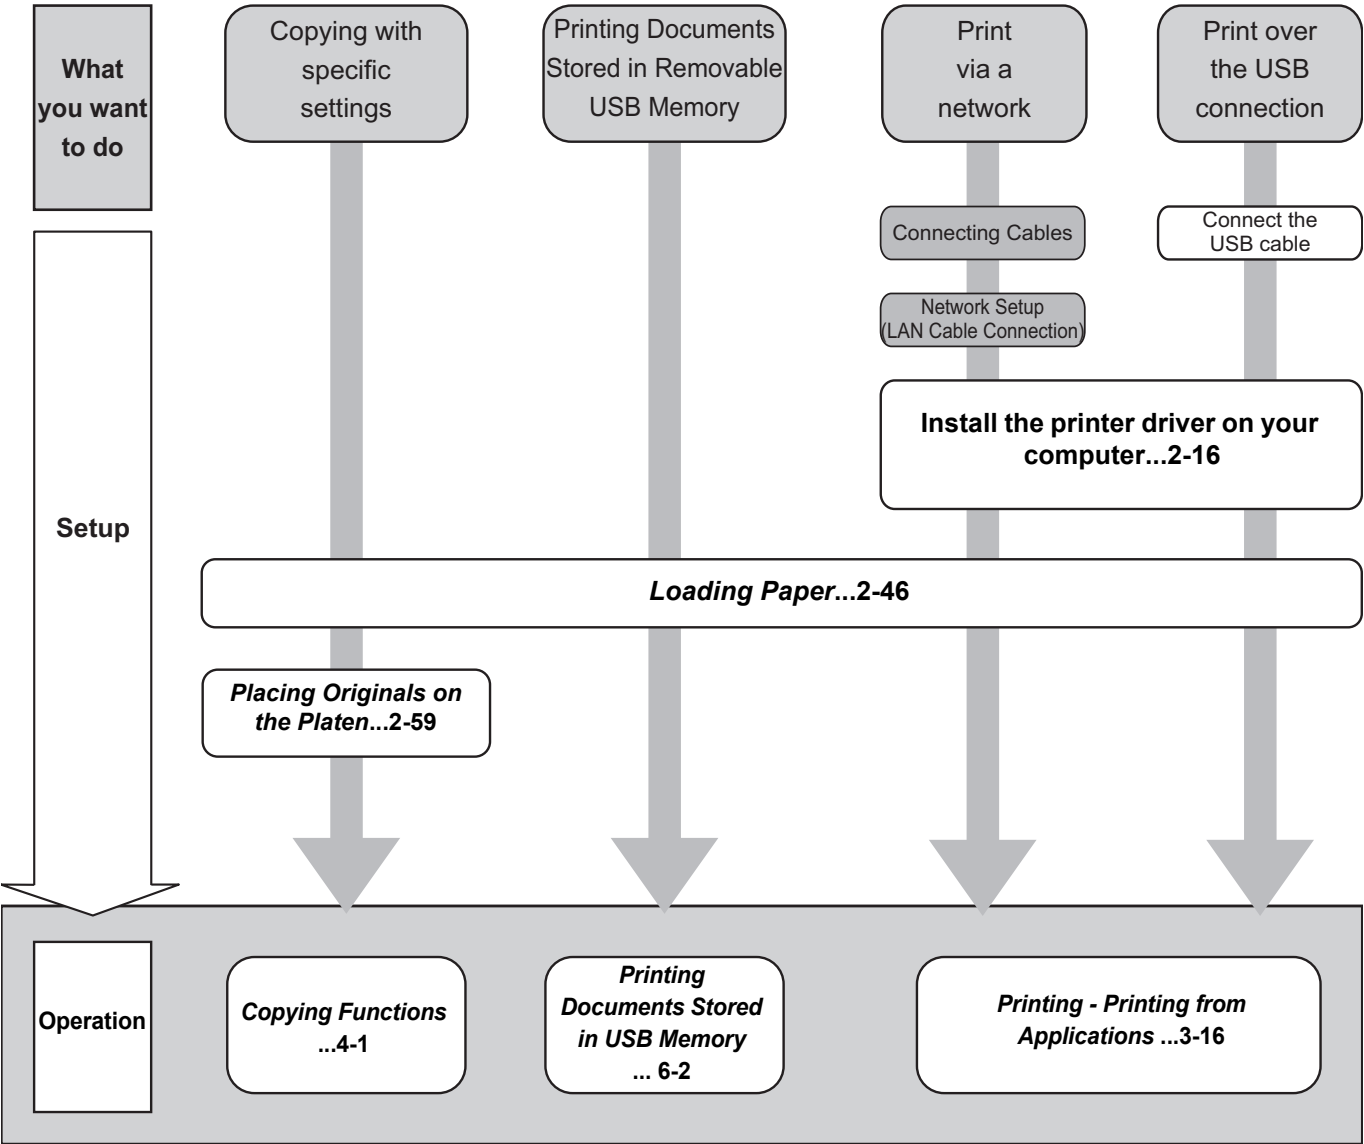 What
you want
to do
Copying with
specific
settings
Printing Documents
Stored in Removable
USB Memory
Print
via a
network
Print over
the USB
connection
Connecting Cables
Connect the
USB cable
Network Setup
(LAN Cable Connection)
Install the printer driver on your
computer...2-16
Setup
Loading Paper...2-46
Placing Originals on
the Platen...2-59
Operation
Copying Functions
...4-1
Printing
Documents Stored
in USB Memory
... 6-2
Printing - Printing from
Applications ...3-16